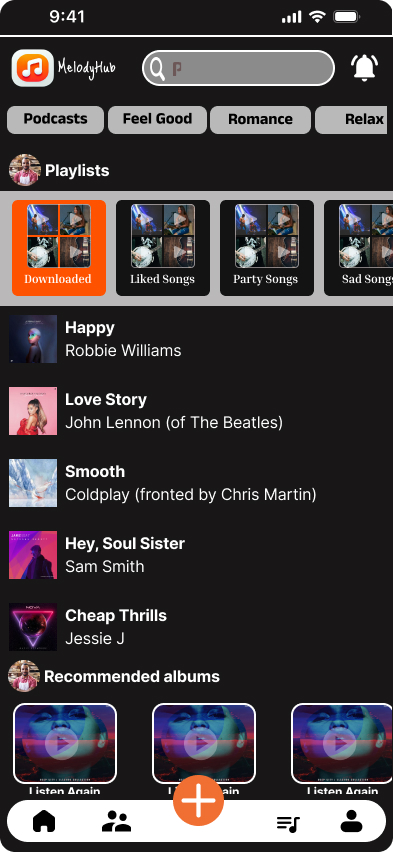 9:41
MelodyHub
p
Podcasts
Feel Good
Romance
Relax
Playlists
Downloaded
Liked Songs
Party Songs
Sad Songs
Happy
Robbie Williams
Love Story
John Lennon (of The Beatles)
Smooth
Coldplay (fronted by Chris Martin)
Hey, Soul Sister
Sam Smith
Cheap Thrills
Jessie J
Recommended albums
Listen Again
Listen Again
Listen Again